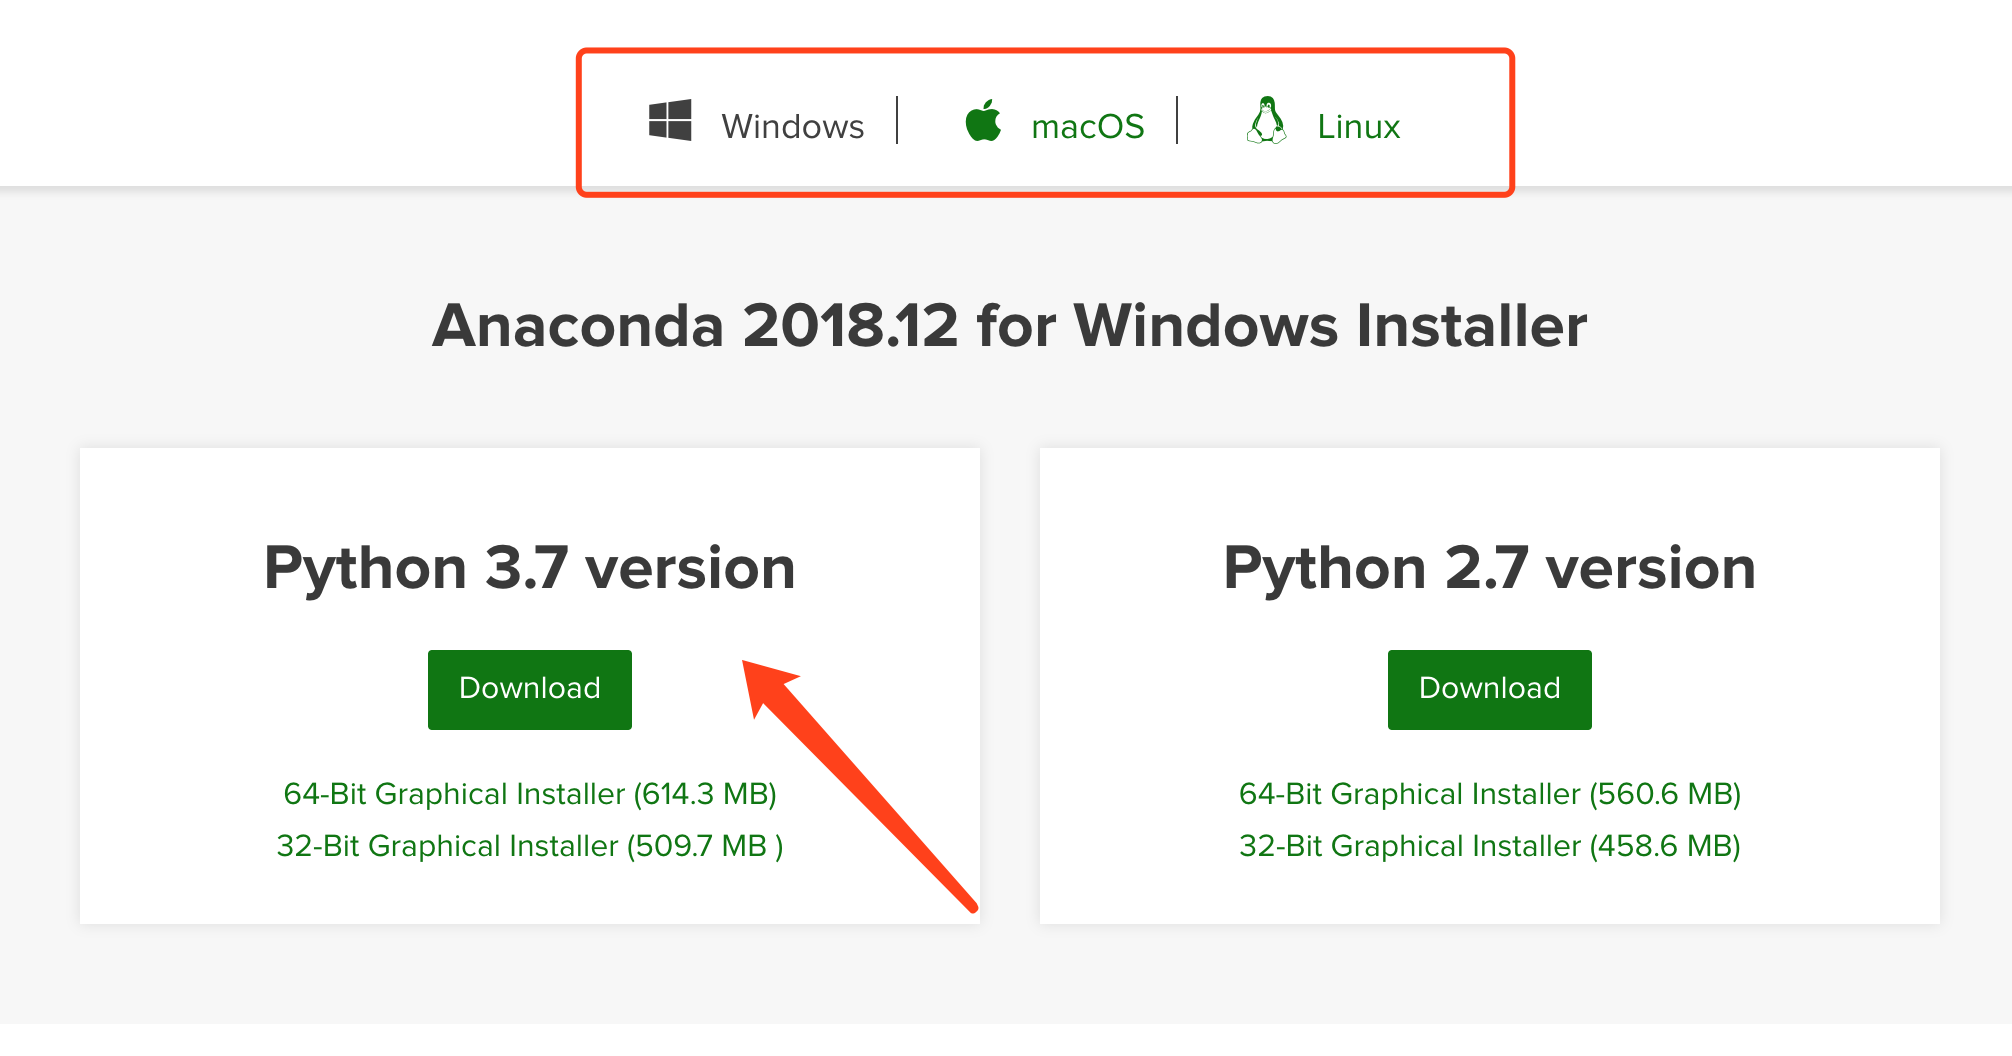 Windows | macOS | Linux
Anaconda 2018.12 for Windows Installer
Python 3.7 version
Download
64-Bit Graphical Installer (614.3 MB)
32-Bit Graphical Installer (509.7 MB )
Python 2.7 version
Download
64-Bit Graphical Installer (560.6 MB)
32-Bit Graphical Installer (458.6 MB)